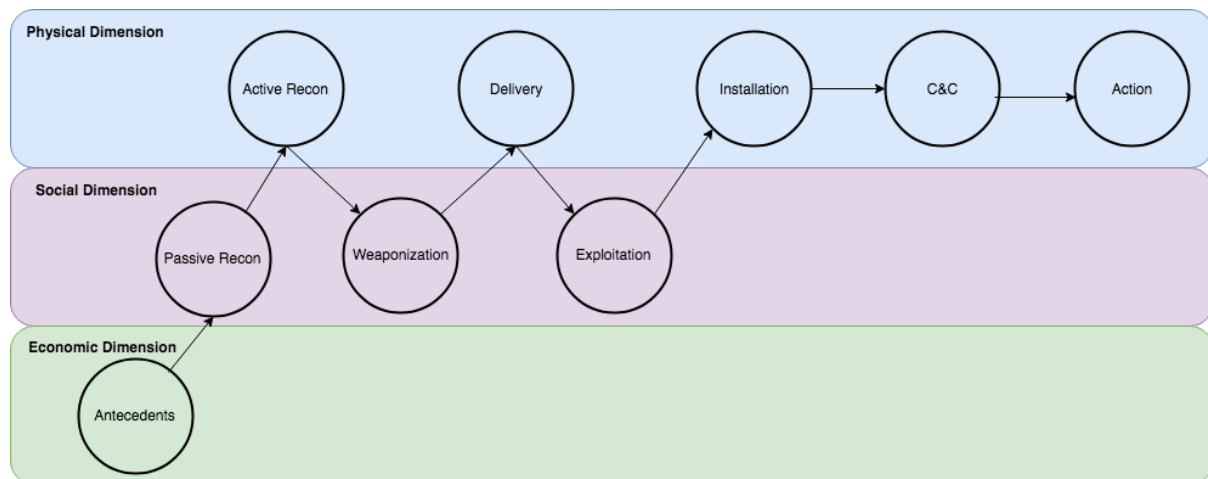 Physical Dimension
Active Recon
Delivery
Installation
C&C
Action
Social Dimension
Passive Recon
Weaponization
Exploitation
Economic Dimension
Antecedents